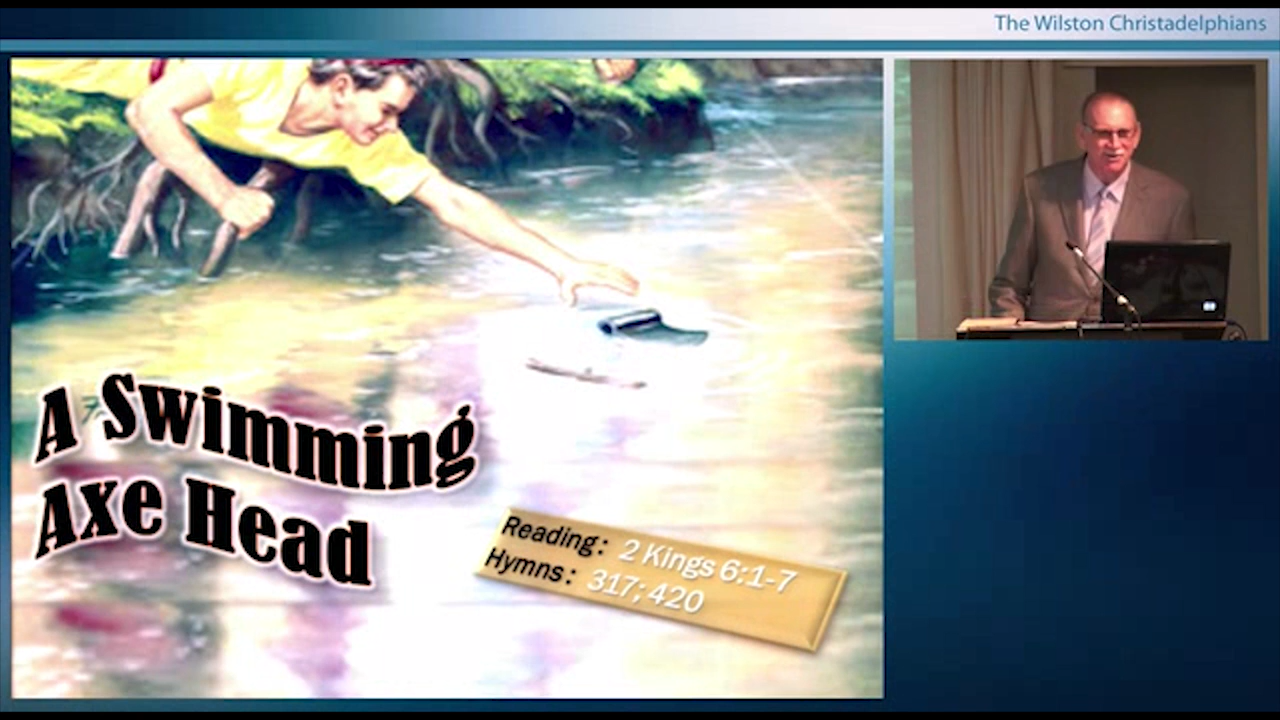 The Wilston Christadelphians
A Swimming
Axe Head
Reading: 2 Kings 6:1-7
Hymns: 317; 420